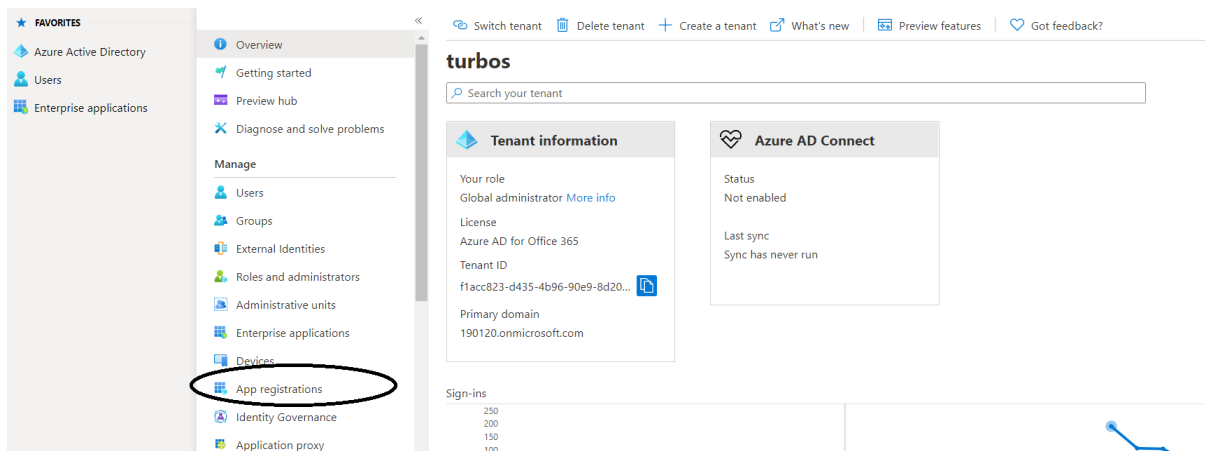 FAVORITES
Azure Active Directory
Users
Enterprise applications
«
Overview
Getting started
Preview hub
Diagnose and solve problems
Manage
Users
Groups
External Identities
Roles and administrators
Administrative units
Enterprise applications
Devices
App registrations
Identity Governance
Application proxy
Switch tenant Delete tenant Create a tenant What's new Preview features Got feedback?
turbos
Search your tenant
Tenant information
Your role
Global administrator More info
License
Azure AD for Office 365
Tenant ID
f1acc823-d435-4b96-90e9-8d20...
Primary domain
190120.onmicrosoft.com
Azure AD Connect
Status
Not enabled
Last sync
Sync has never run
Sign-ins
250
200
150
100